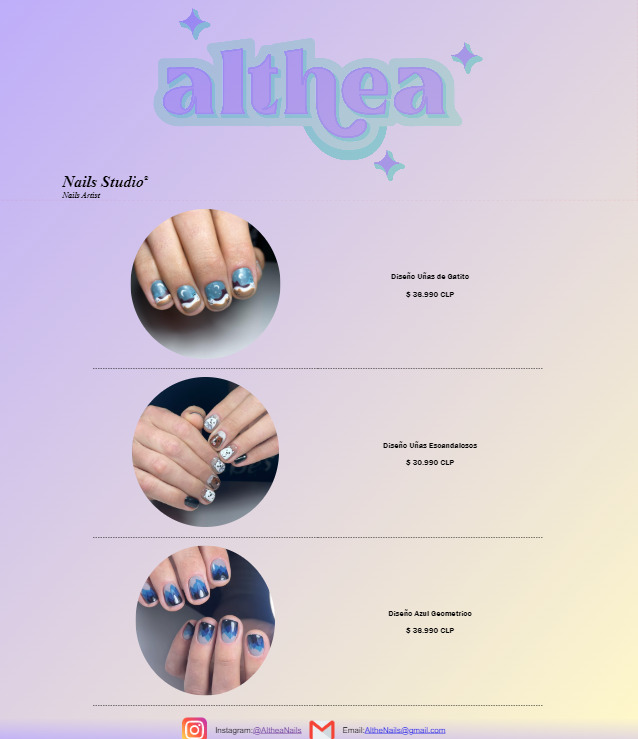 althea
Nails Studio²
Nails Artist
Diseño Uñas de Gatito
$ 36.990 CLP
Diseño Uñas Escandalosos
$ 30.990 CLP
Diseño Azul Geometrico
$ 36.990 CLP
Instagram:@AltheaNails Email:AltheNails@gmail.com